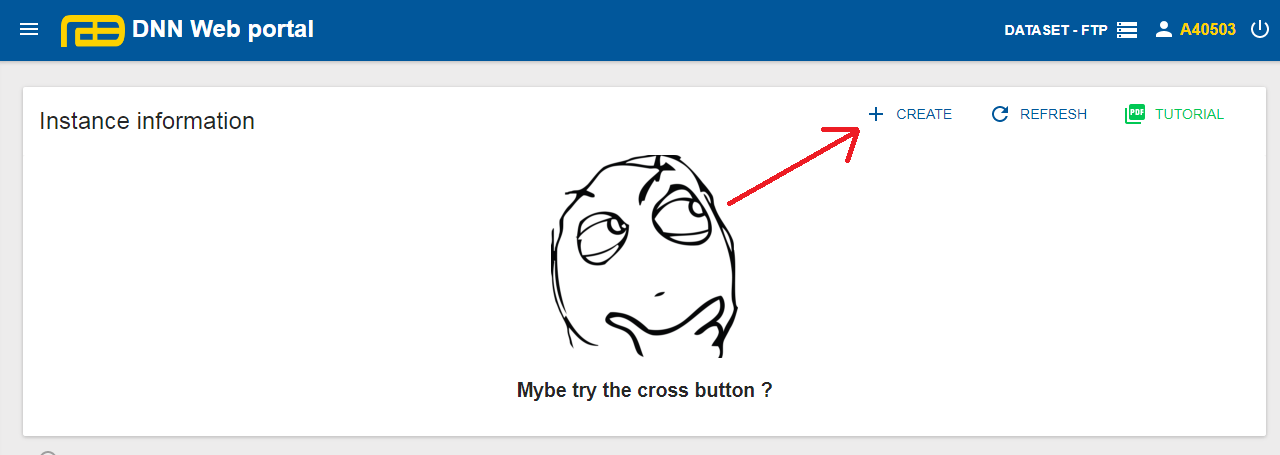 DNN Web portal
DATASET - FTP
A40503
Instance information
CREATE
REFRESH
PDF
TUTORIAL
Mybe try the cross button ?